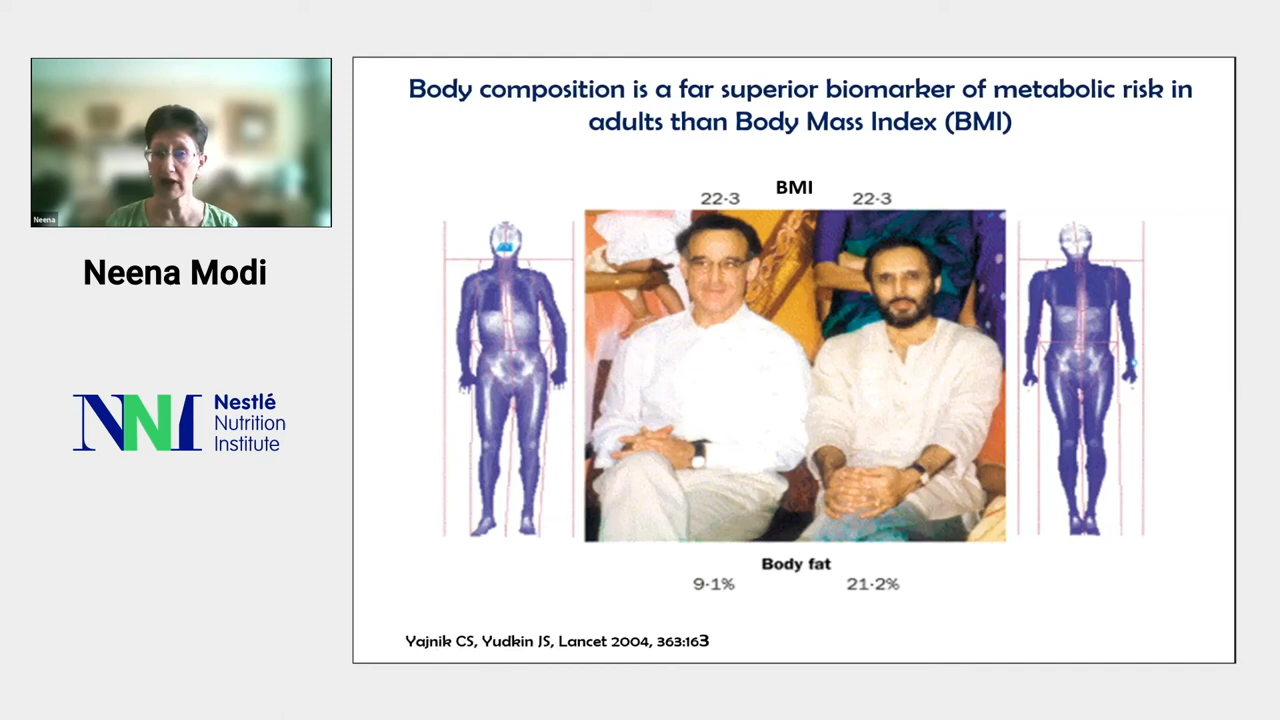 Neena
Neena Modi
NNI
Nestlé
Nutrition
Institute
Body composition is a far superior biomarker of metabolic risk in
adults than Body Mass Index (BMI)
BMI
22·3 22·3
Body fat
9·1% 21·2%
Yajnik CS, Yudkin JS, Lancet 2004, 363:163